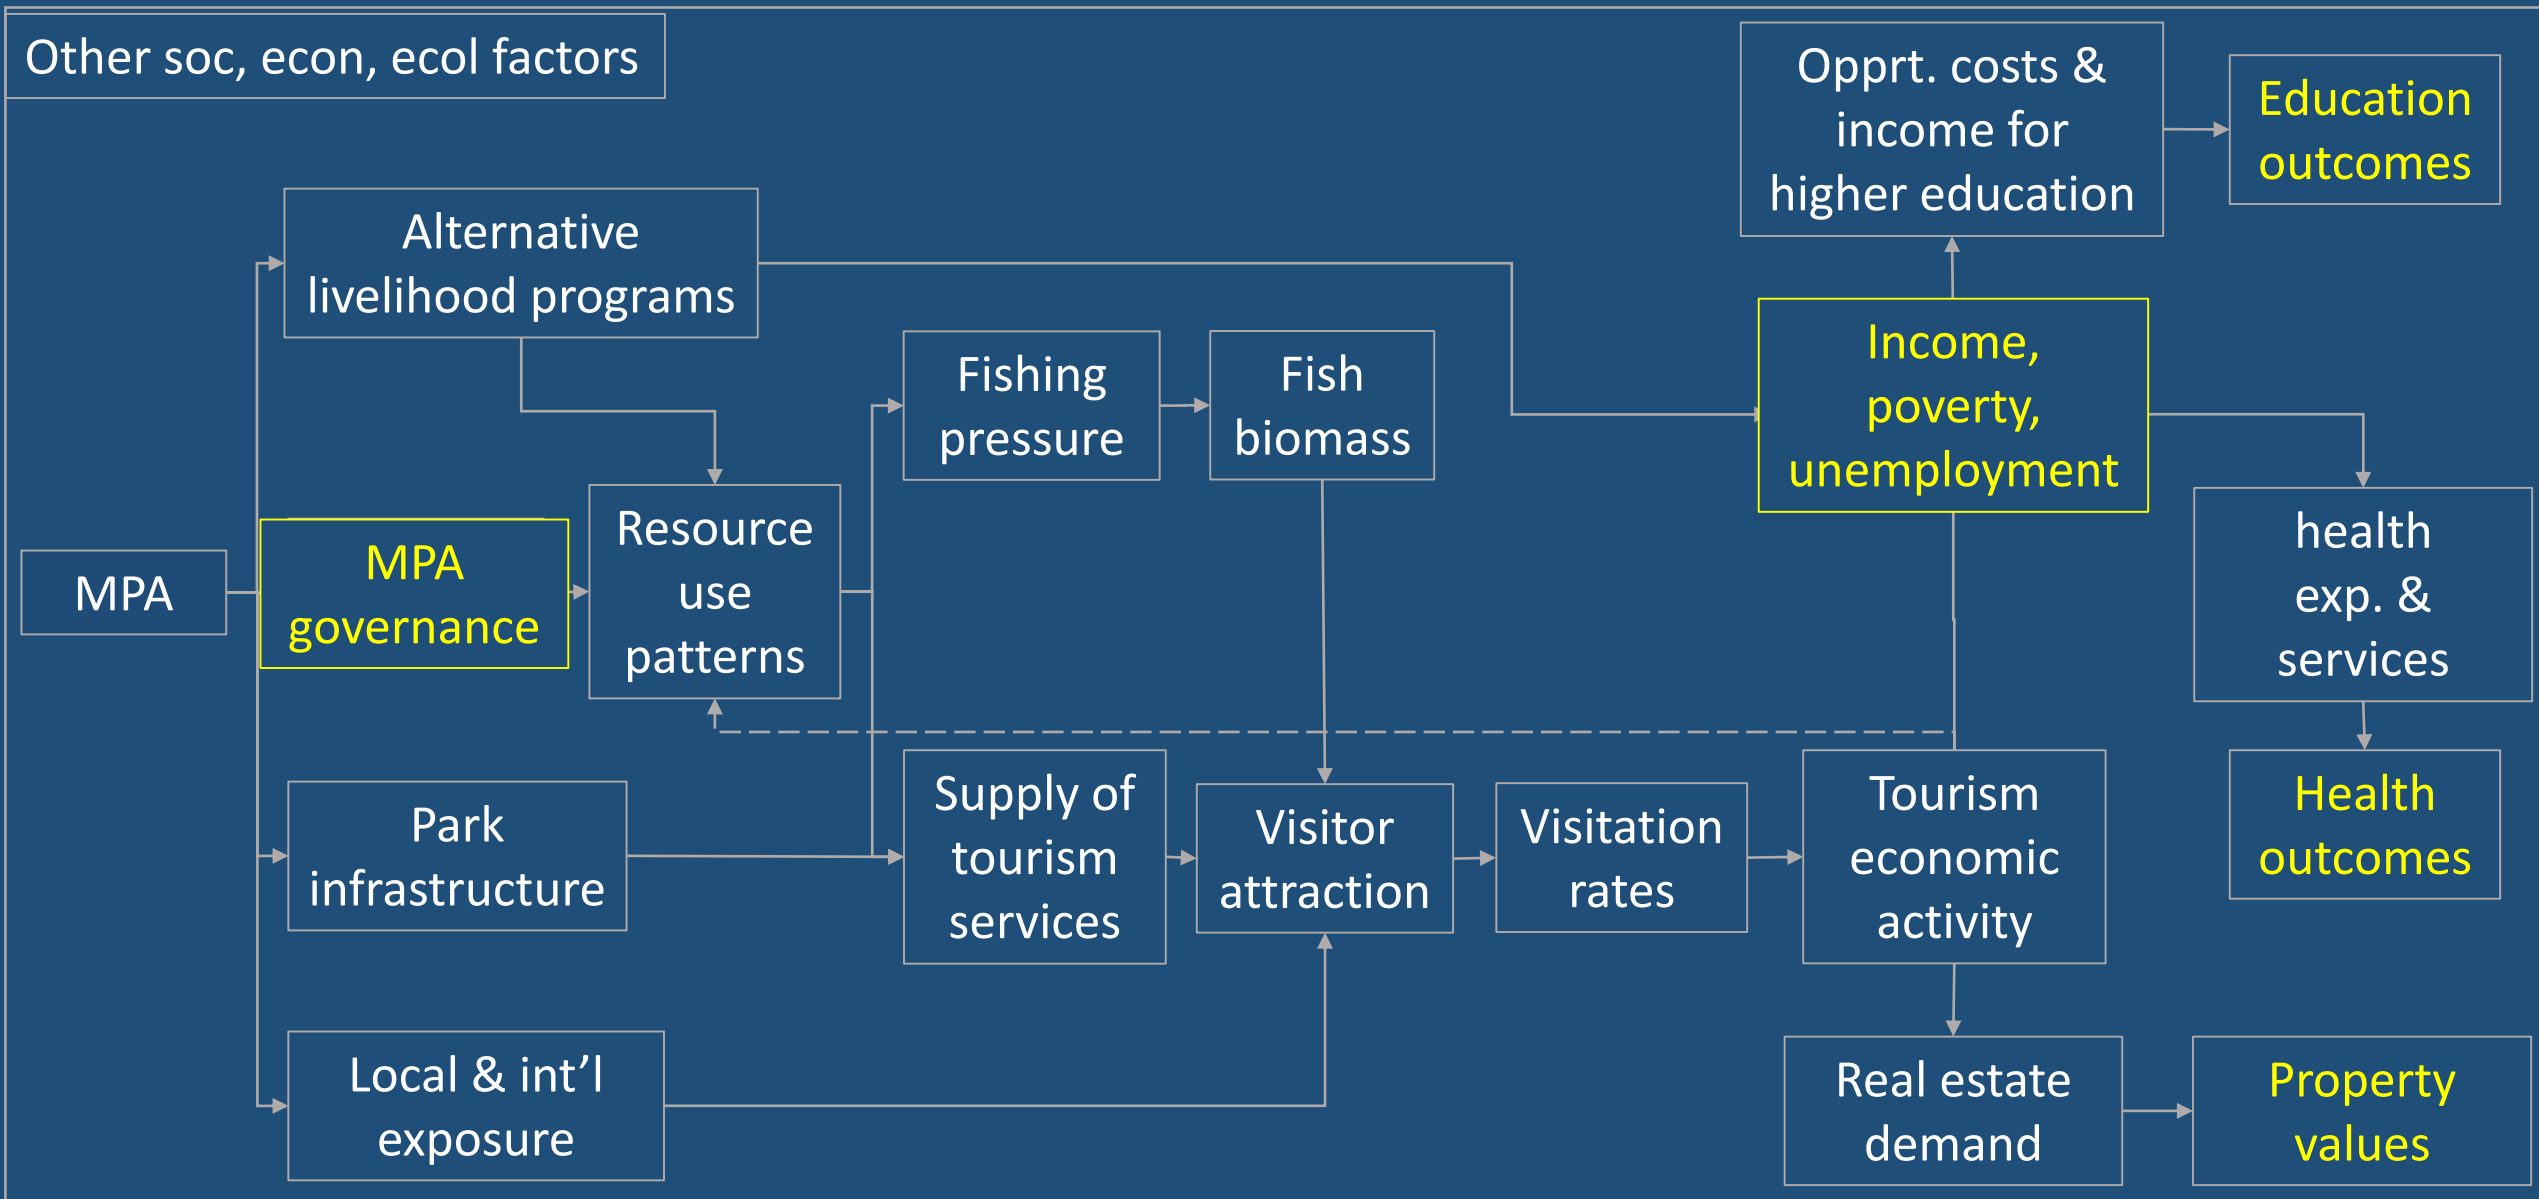 Other soc, econ, ecol factors
Opprt. costs &
income for
higher education
Education
outcomes
Alternative
livelihood programs
Fishing
pressure
Fish
biomass
Income,
poverty,
unemployment
MPA
MPA
governance
Resource
use
patterns
health
exp. &
services
Park
infrastructure
Supply of
tourism
services
Visitor
attraction
Visitation
rates
Tourism
economic
activity
Health
outcomes
Local & int’l
exposure
Real estate
demand
Property
values